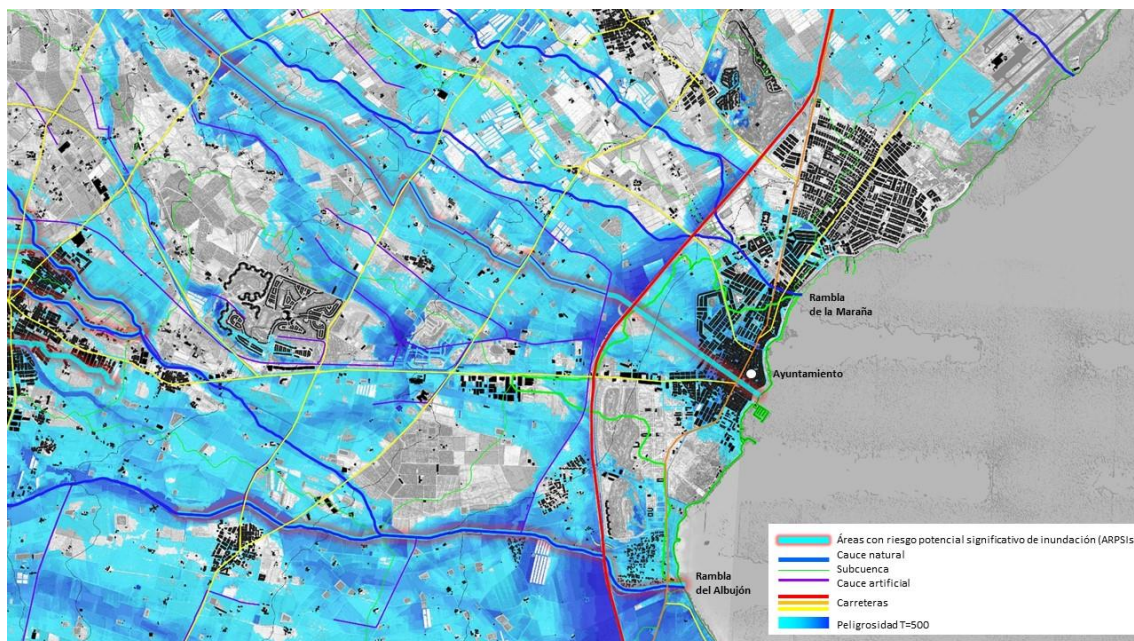 Rambla
de la Maraña
Ayuntamiento
Rambla
del Albujón
Áreas con riesgo potencial significativo de inundación (ARPSIs
Cauce natural
Subcuenca
Cauce artificial
Carreteras
Peligrosidad T=500